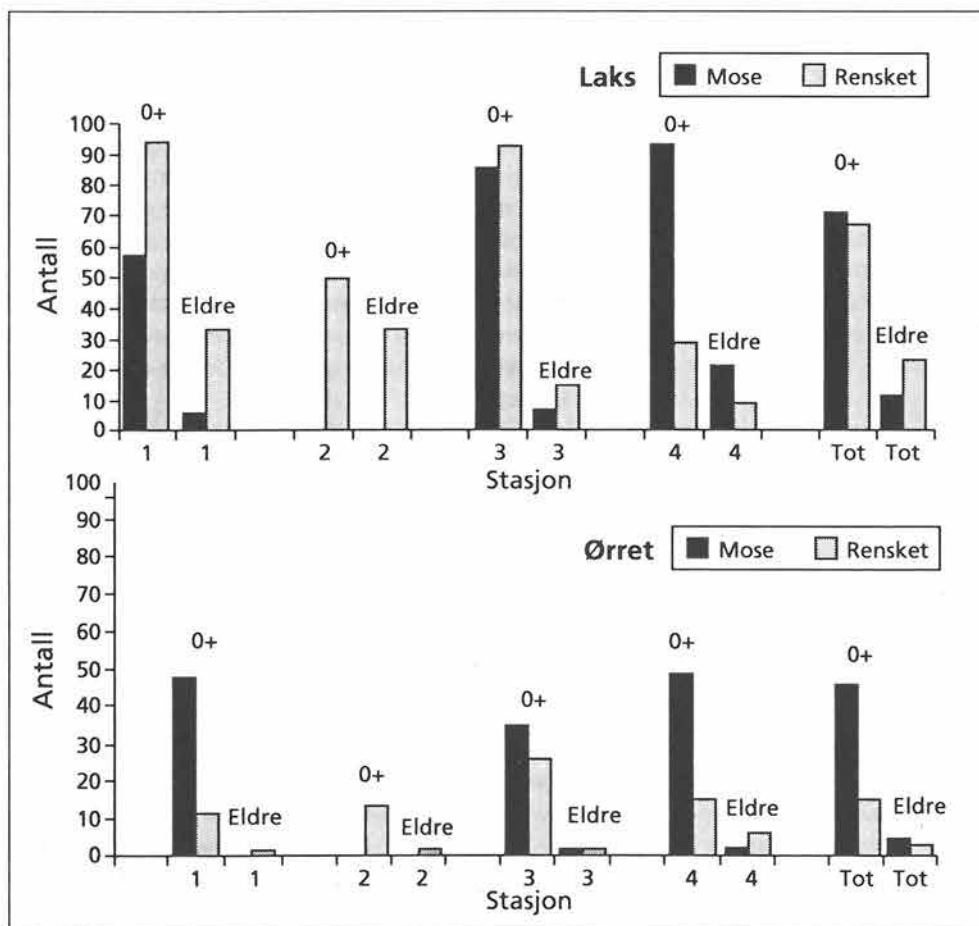 Laks Mose Rensket
Antall
100
90
80
70
60
50
40
30
20
10
0
0+ 0+ 0+ 0+ 0+
Eldre Eldre Eldre Eldre Eldre
1 1 2 2 3 3 4 4 Tot Tot
Stasjon
Ørret Mose Rensket
Antall
100
90
80
70
60
50
40
30
20
10
0
0+ 0+ 0+ 0+ 0+
Eldre Eldre Eldre Eldre Eldre
1 1 2 2 3 3 4 4 Tot Tot
Stasjon